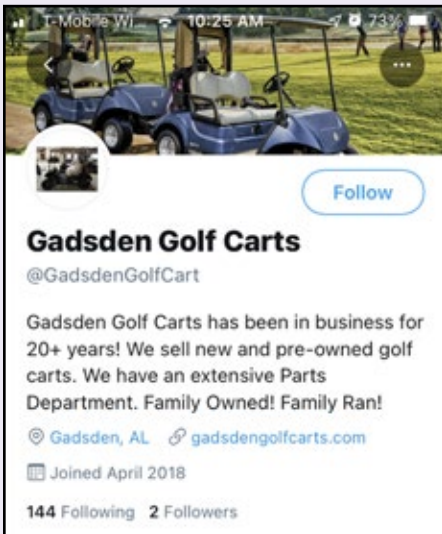 T-Mobile Wi... 10:25 AM 73%
Gadsden Golf Carts
Follow
@GadsdenGolfCart
Gadsden Golf Carts has been in business for
20+ years! We sell new and pre-owned golf
carts. We have an extensive Parts
Department. Family Owned! Family Ran!
Gadsden, AL gadsdengolfcarts.com
Joined April 2018
144 Following 2 Followers